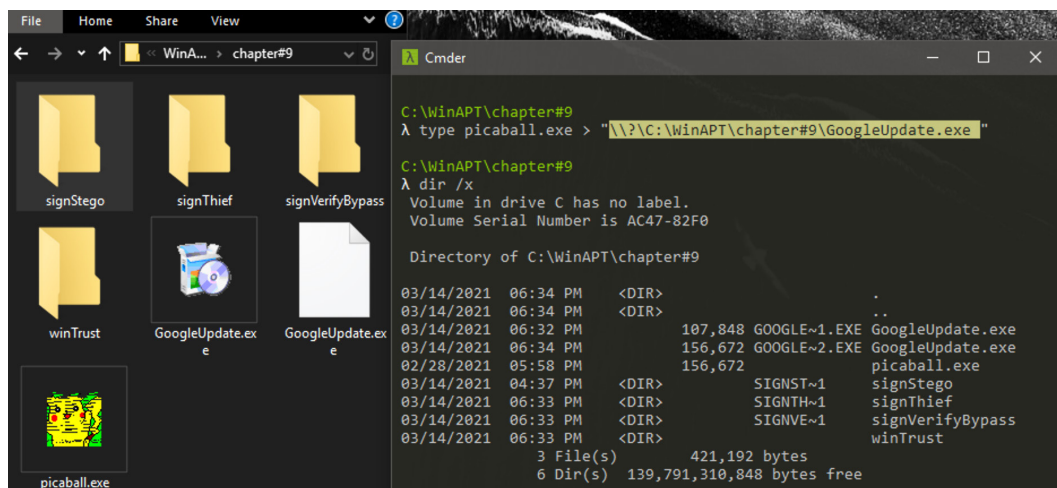 File Home Share View
« WinA... > chapter#9
signStego signThief signVerifyBypass
winTrust GoogleUpdate.ex
e GoogleUpdate.ex
e
picaball.exe
λ Cmder
C:\WinAPT\chapter#9
λ type picaball.exe > "\\?\C:\WinAPT\chapter#9\GoogleUpdate.exe "
C:\WinAPT\chapter#9
λ dir /x
Volume in drive C has no label.
Volume Serial Number is AC47-82F0
Directory of C:\WinAPT\chapter#9
03/14/2021 06:34 PM <DIR> .
03/14/2021 06:34 PM <DIR> ..
03/14/2021 06:32 PM 107,848 GOOGLE~1.EXE GoogleUpdate.exe
03/14/2021 06:34 PM 156,672 GOOGLE~2.EXE GoogleUpdate.exe
02/28/2021 05:58 PM 156,672 picaball.exe
03/14/2021 04:37 PM <DIR> SIGNST~1 signStego
03/14/2021 06:33 PM <DIR> SIGNTH~1 signThief
03/14/2021 06:33 PM <DIR> SIGNVE~1 signVerifyBypass
03/14/2021 06:33 PM <DIR> winTrust
3 File(s) 421,192 bytes
6 Dir(s) 139,791,310,848 bytes free